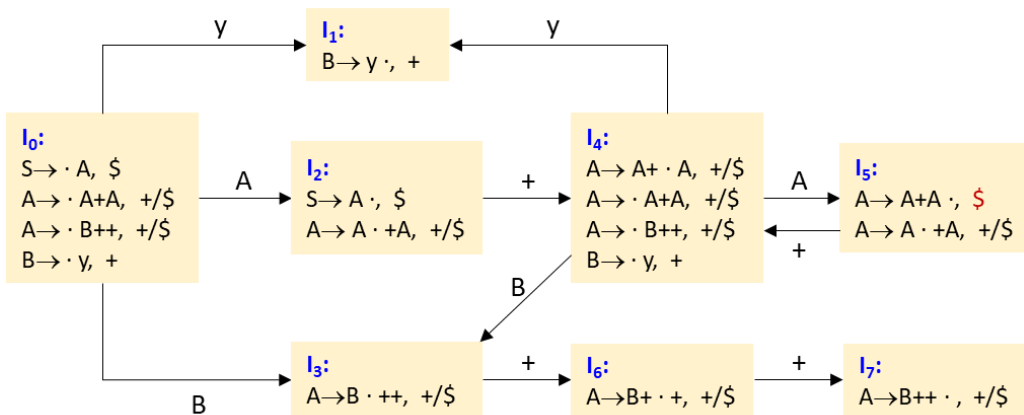 y
y
I₁:
B→ y ·, +
I₀:
S→ · A, $
A→ · A+A, +/$
A→ · B++, +/$
B→ · y, +
A
I₂:
S→ A ·, $
A→ A · +A, +/$
+
I₄:
A→ A+ · A, +/$
A→ · A+A, +/$
A→ · B++, +/$
B→ · y, +
A
+
I₅:
A→ A+A ·, $
A→ A · +A, +/$
B
B
I₃:
A→B · ++, +/$
+
I₆:
A→B+ · +, +/$
+
I₇:
A→B++ · , +/$